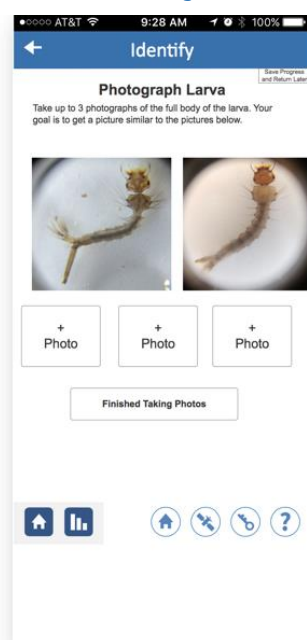 AT&T 9:28 AM 100%
Identify
Save Progress
and Return Later
Photograph Larva
Take up to 3 photographs of the full body of the larva. Your
goal is to get a picture similar to the pictures below.
+ + +
Photo Photo Photo
Finished Taking Photos
?